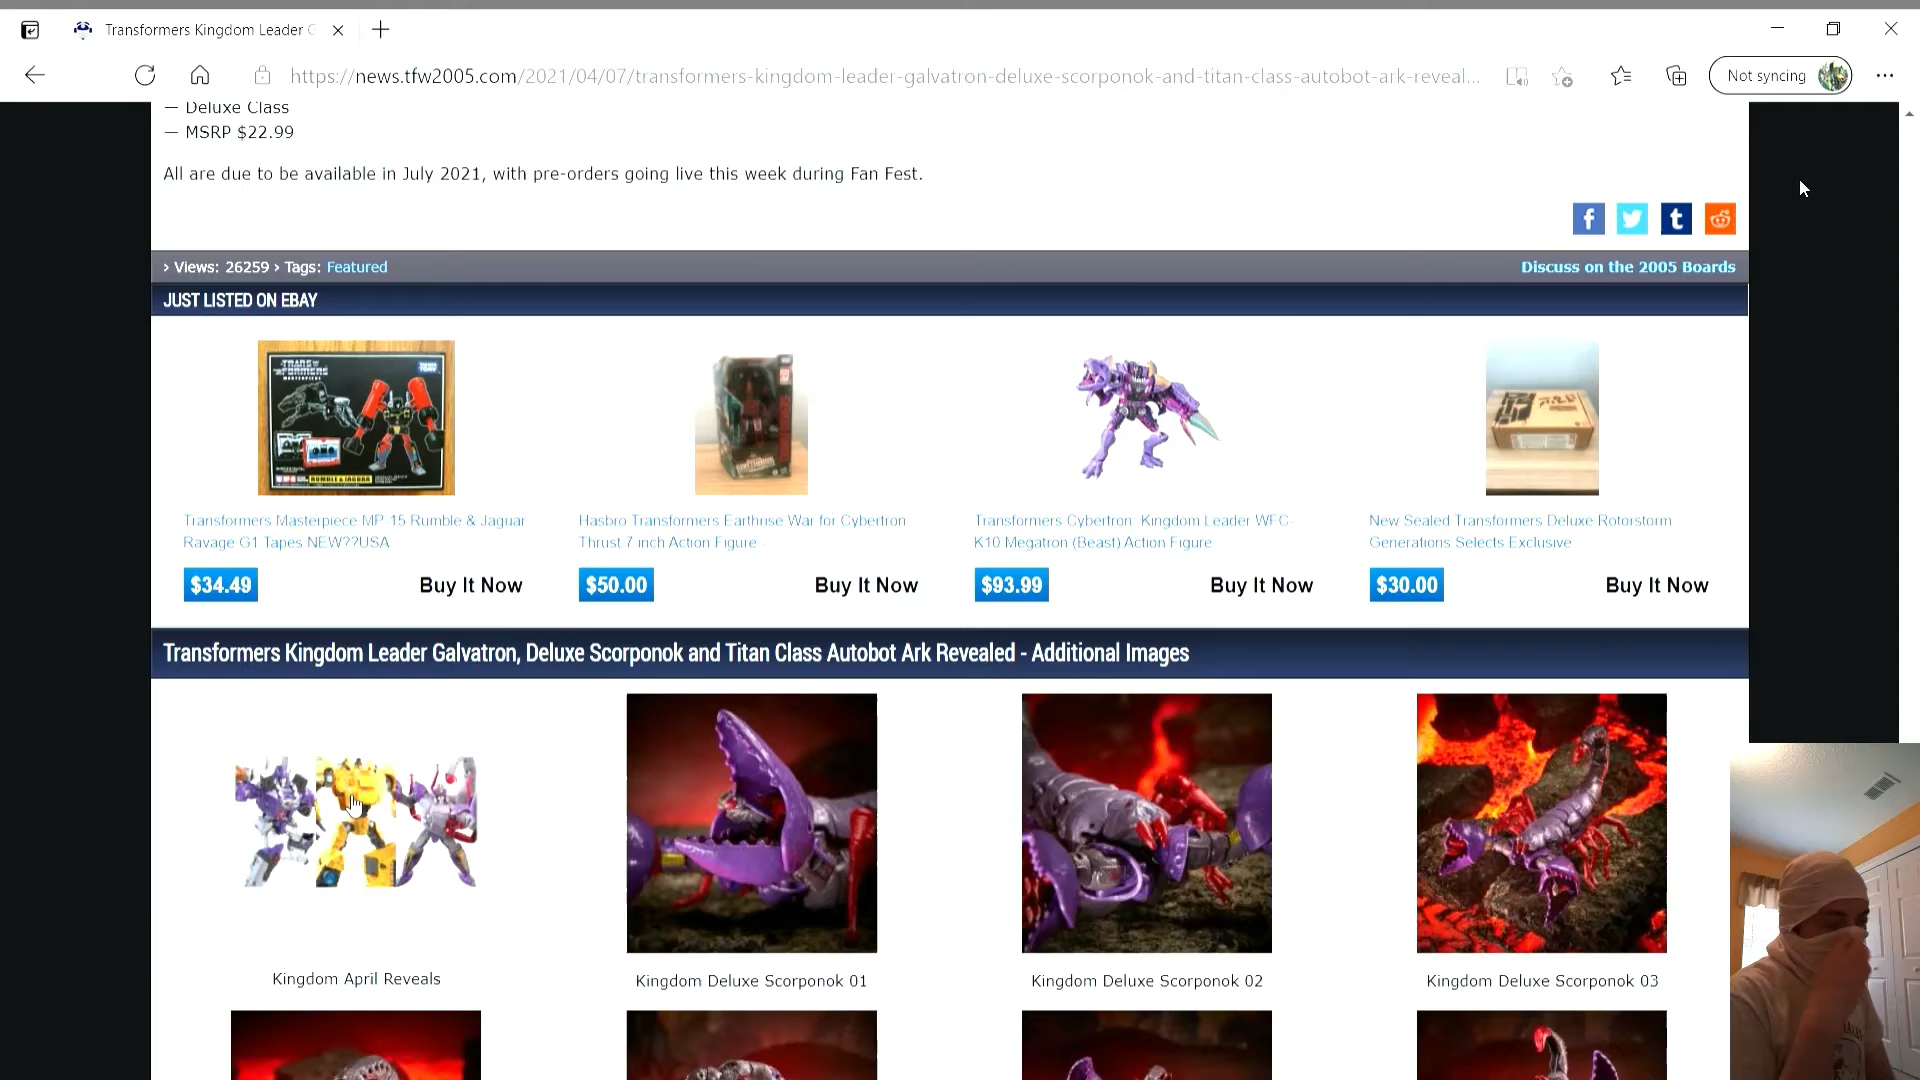 Transformers Kingdom Leader G
Not syncing
https://news.tfw2005.com/2021/04/07/transformers-kingdom-leader-galvatron-deluxe-scorponok-and-titan-class-autobot-ark-reveal...
— Deluxe Class
— MSRP $22.99
All are due to be available in July 2021, with pre-orders going live this week during Fan Fest.
› Views: 26259 › Tags: Featured
Discuss on the 2005 Boards
JUST LISTED ON EBAY
TRANSFORMERS
RUMBLE & JAGUAR
Transformers Masterpiece MP-15 Rumble & Jaguar
Ravage G1 Tapes NEW??USA
$34.49 Buy It Now
Hasbro Transformers Earthrise War for Cybertron
Thrust 7 inch Action Figure -
$50.00 Buy It Now
Transformers Cybertron Kingdom Leader WFC-
K10 Megatron (Beast) Action Figure
$93.99 Buy It Now
New Sealed Transformers Deluxe Rotorstorm
Generations Selects Exclusive
$30.00 Buy It Now
Transformers Kingdom Leader Galvatron, Deluxe Scorponok and Titan Class Autobot Ark Revealed - Additional Images
Kingdom April Reveals
Kingdom Deluxe Scorponok 01
Kingdom Deluxe Scorponok 02
Kingdom Deluxe Scorponok 03